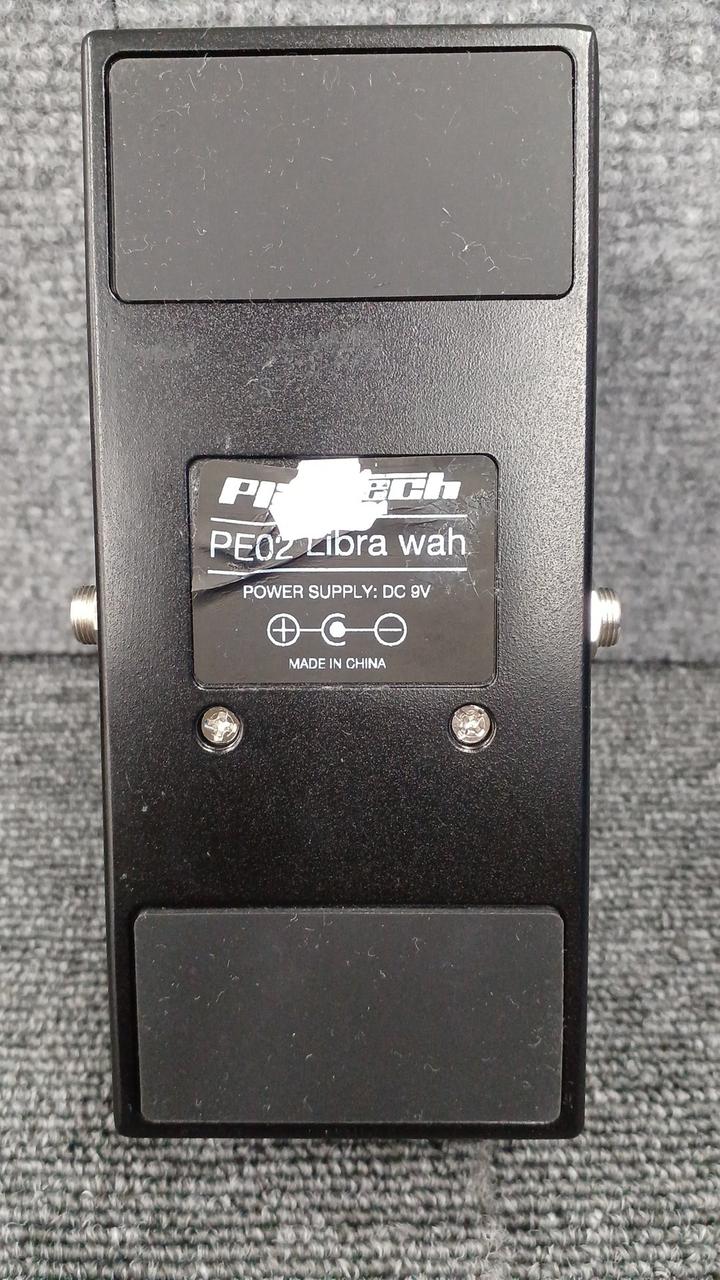 PE02 Libra wah
POWER SUPPLY: DC 9V
MADE IN CHINA